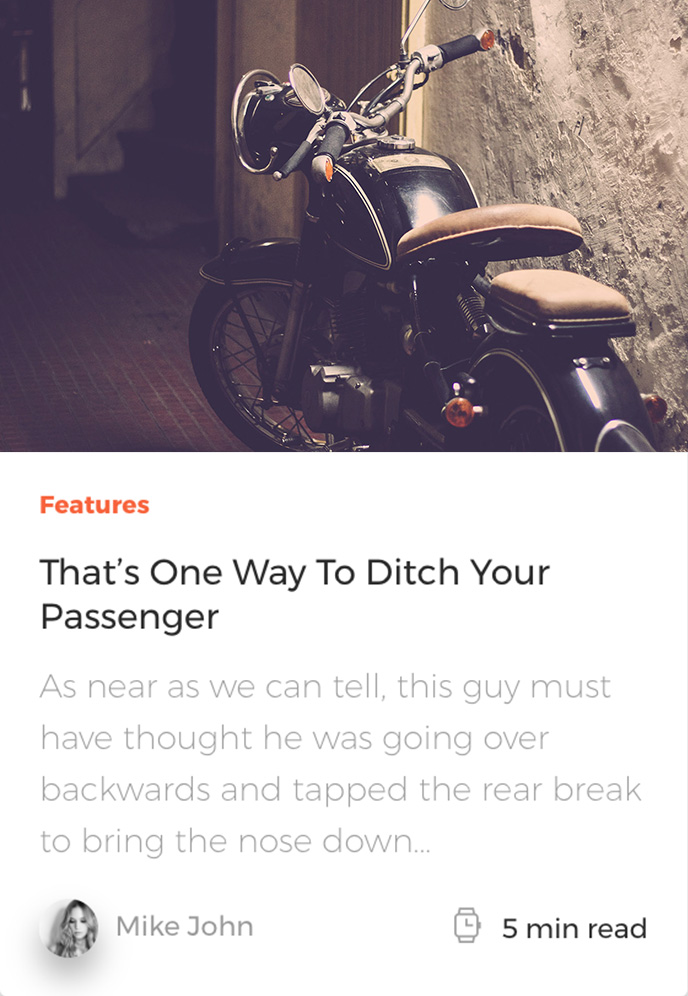 Features
That’s One Way To Ditch Your
Passenger
As near as we can tell, this guy must
have thought he was going over
backwards and tapped the rear break
to bring the nose down...
Mike John
5 min read